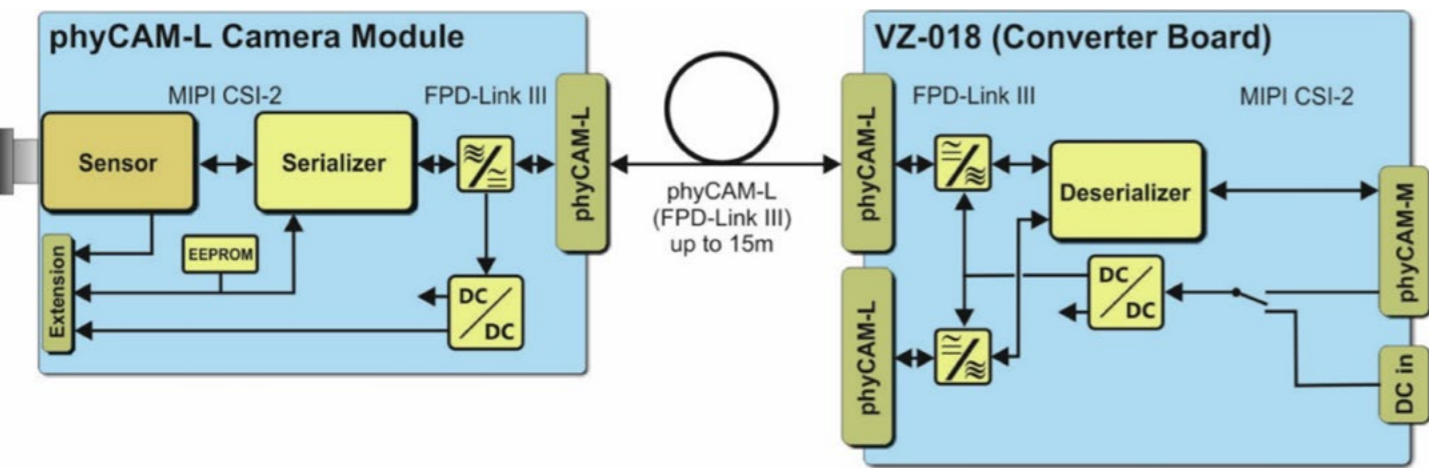 phyCAM-L Camera Module
MIPI CSI-2
FPD-Link III
Sensor
Serializer
phyCAM-L
EEPROM
Extension
DC
DC
phyCAM-L
(FPD-Link III)
up to 15m
VZ-018 (Converter Board)
FPD-Link III
MIPI CSI-2
phyCAM-L
Deserializer
phyCAM-M
phyCAM-L
DC
DC
DC in